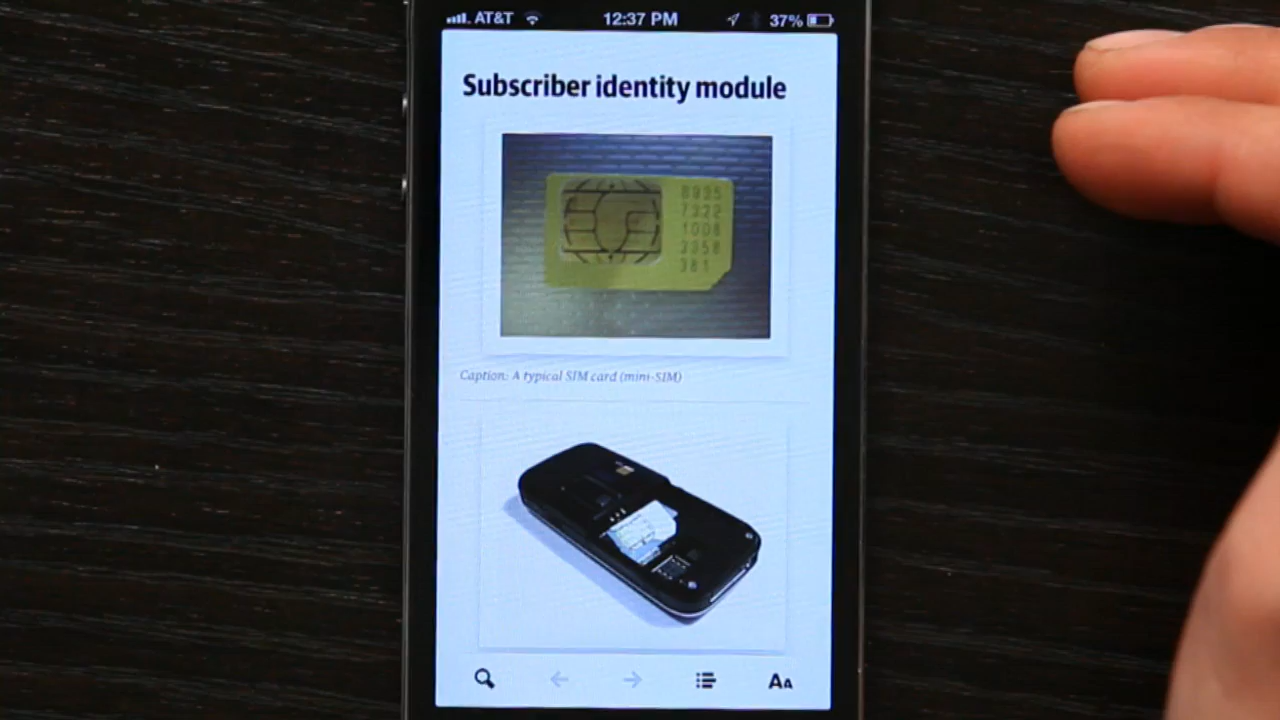 AT&T 12:37 PM 37%
Subscriber identity module
8935
7322
1008
3858
381
Caption: A typical SIM card (mini-SIM)
AA